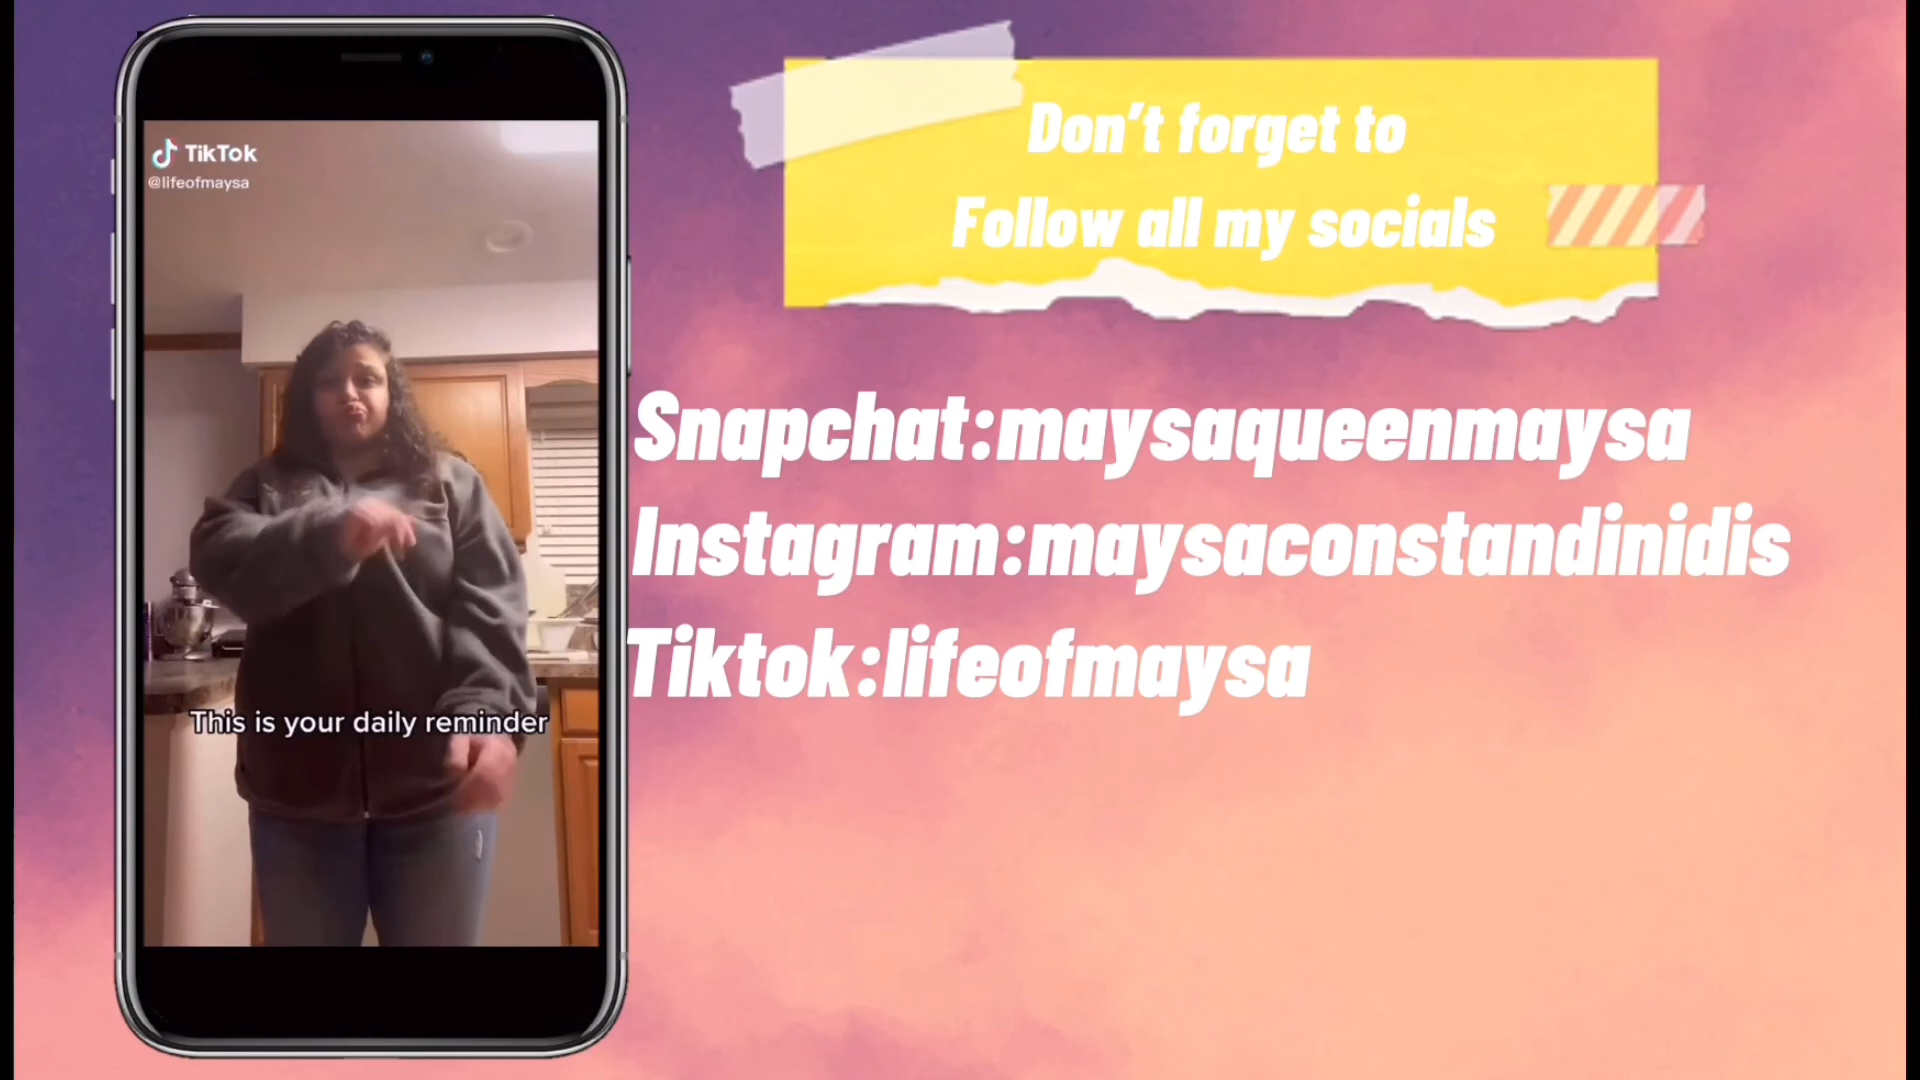 TikTok
@lifeofmaysa
This is your daily reminder
Don't forget to
Follow all my socials
Snapchat:maysaqueenmaysa
Instagram:maysaconstandinidis
Tiktok:lifeofmaysa